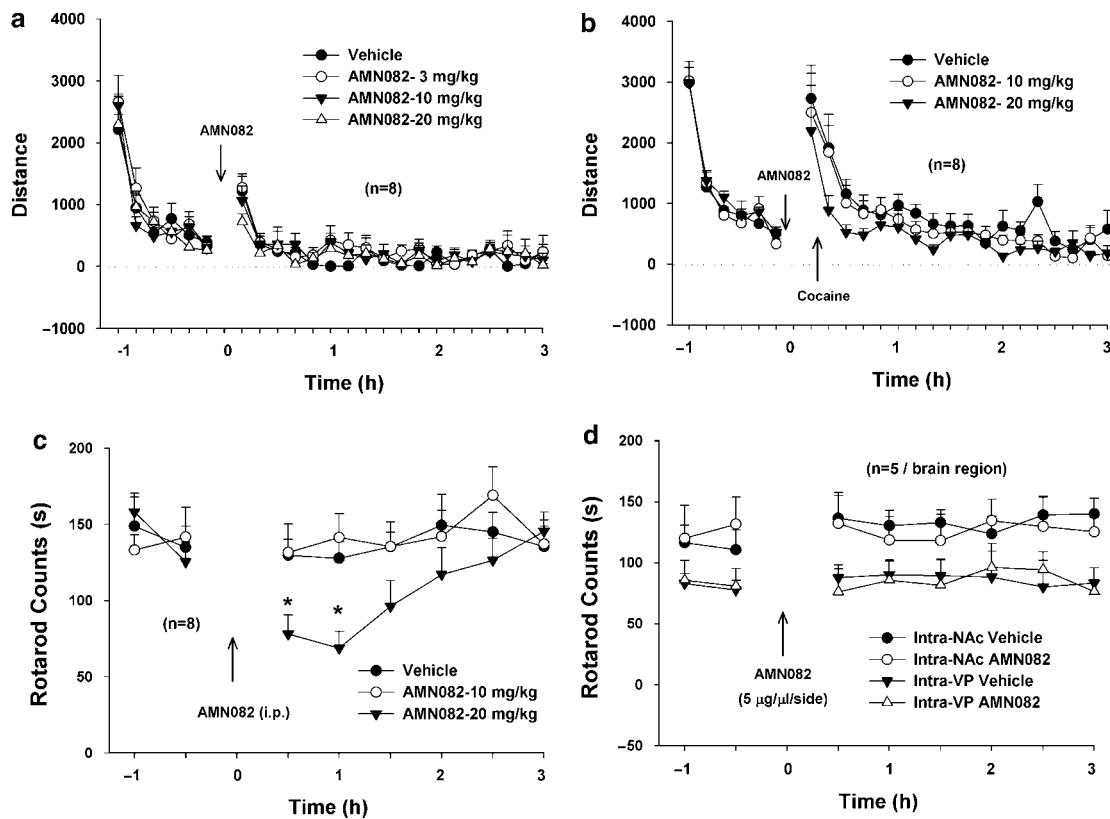 a
4000
3000
2000
1000
0
−1000
Distance
Vehicle
AMN082- 3 mg/kg
AMN082-10 mg/kg
AMN082-20 mg/kg
AMN082
(n=8)
-1
0
1
2
3
Time (h)
b
4000
3000
2000
1000
0
−1000
Distance
Vehicle
AMN082- 10 mg/kg
AMN082- 20 mg/kg
AMN082
(n=8)
Cocaine
−1
0
1
2
3
Time (h)
c
200
150
100
50
0
Rotarod Counts (s)
* *
(n=8)
AMN082 (i.p.)
Vehicle
AMN082-10 mg/kg
AMN082-20 mg/kg
−1
0
1
2
3
Time (h)
d
200
150
100
50
0
−50
Rotarod Counts (s)
(n=5 / brain region)
AMN082
(5 µg/µl/side)
Intra-NAc Vehicle
Intra-NAc AMN082
Intra-VP Vehicle
Intra-VP AMN082
−1
0
1
2
3
Time (h)